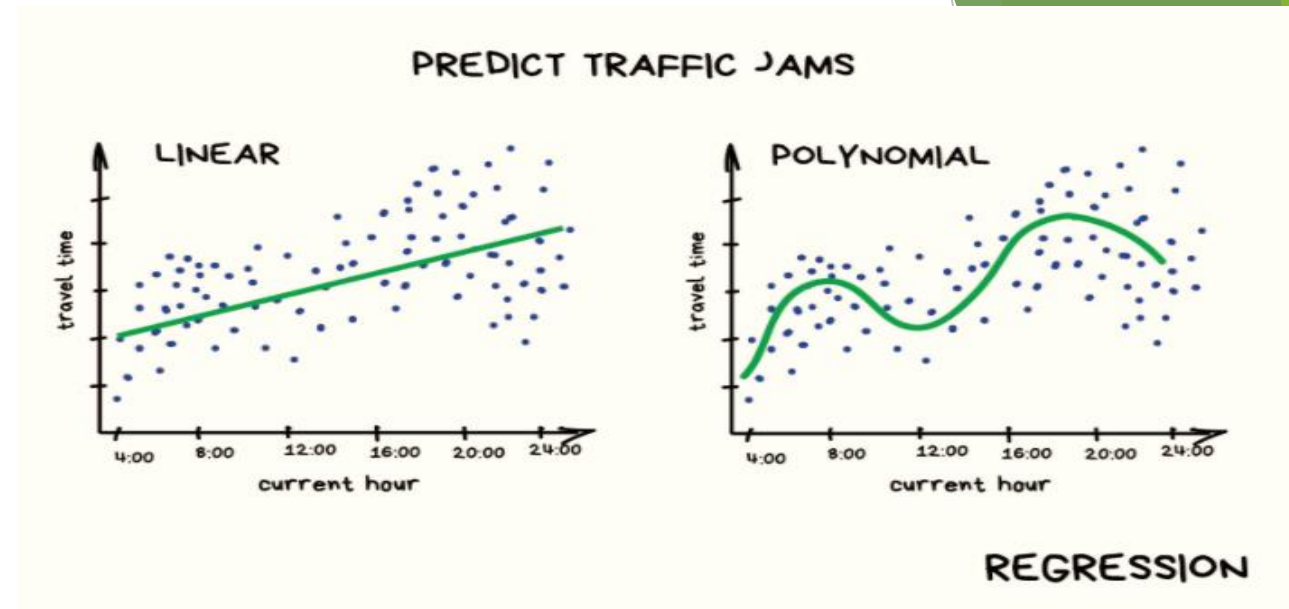 PREDICT TRAFFIC JAMS
LINEAR
travel time
4:00 8:00 12:00 16:00 20:00 24:00
current hour
POLYNOMIAL
travel time
4:00 8:00 12:00 16:00 20:00 24:00
current hour
REGRESSION